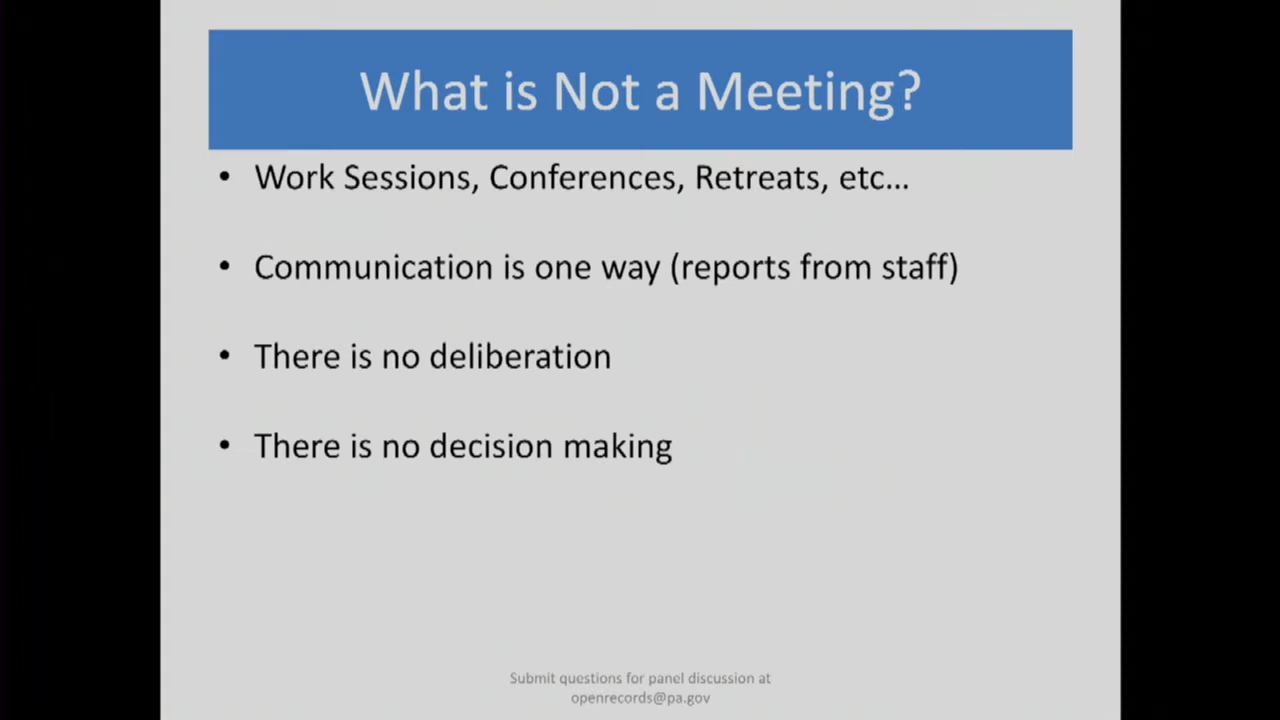 What is Not a Meeting?
• Work Sessions, Conferences, Retreats, etc…
• Communication is one way (reports from staff)
• There is no deliberation
• There is no decision making
Submit questions for panel discussion at
openrecords@pa.gov